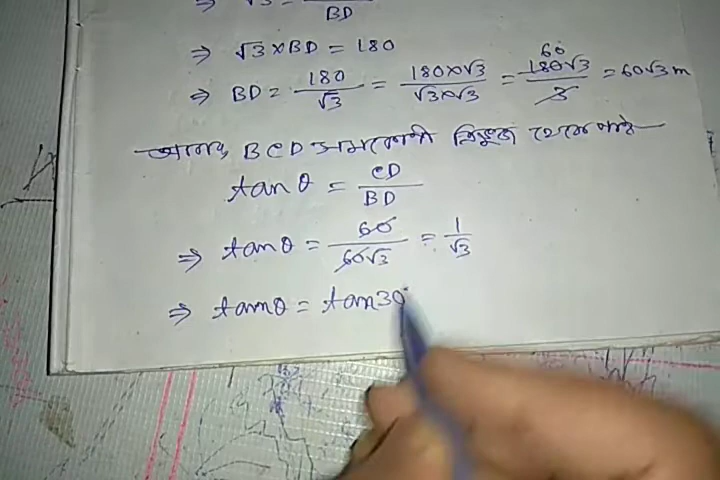 ⇒ √3 = /BD
⇒ √3 × BD = 180
⇒ BD = 180/√3 = 180×√3/√3×√3 = 60 180√3/3 = 60√3 m
BCD সমকোণী ত্রিভুজ থেকে পাই—
tan θ = CD/BD
⇒ tan θ = 60/60√3 = 1/√3
⇒ tan θ = tan 30